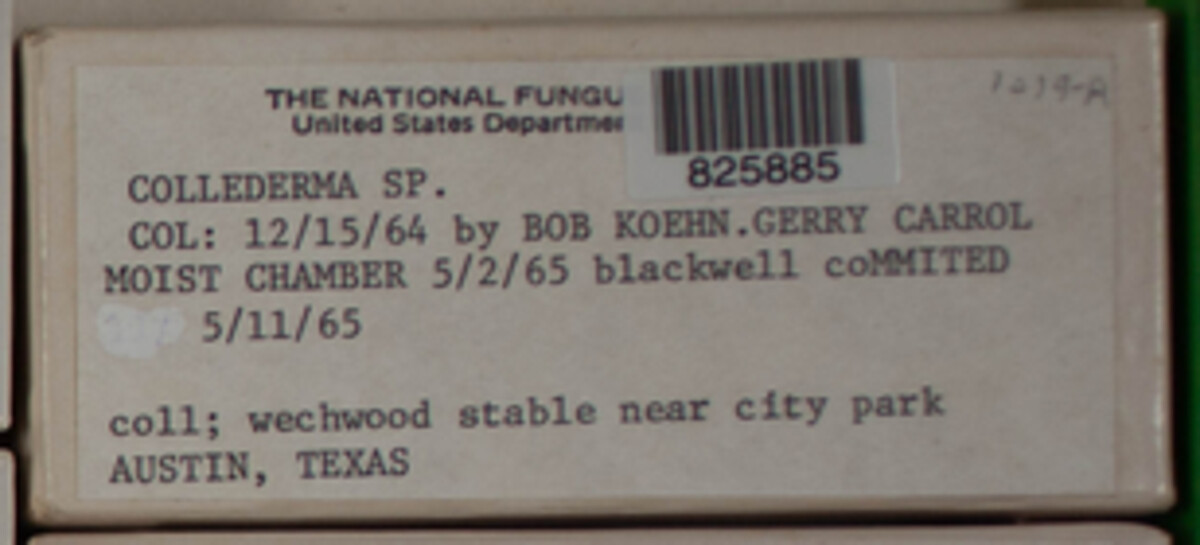 1219-A
THE NATIONAL FUNGU
United States Departme
825885
COLLEDERMA SP.
COL: 12/15/64 by BOB KOEHN.GERRY CARROL
MOIST CHAMBER 5/2/65 blackwell coMMITED
5/11/65
coll; wechwood stable near city park
AUSTIN, TEXAS